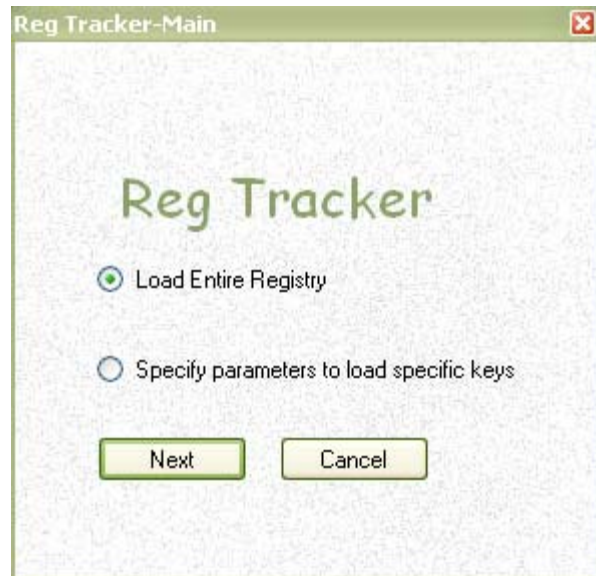 Reg Tracker-Main
Reg Tracker
Load Entire Registry
Specify parameters to load specific keys
Next Cancel